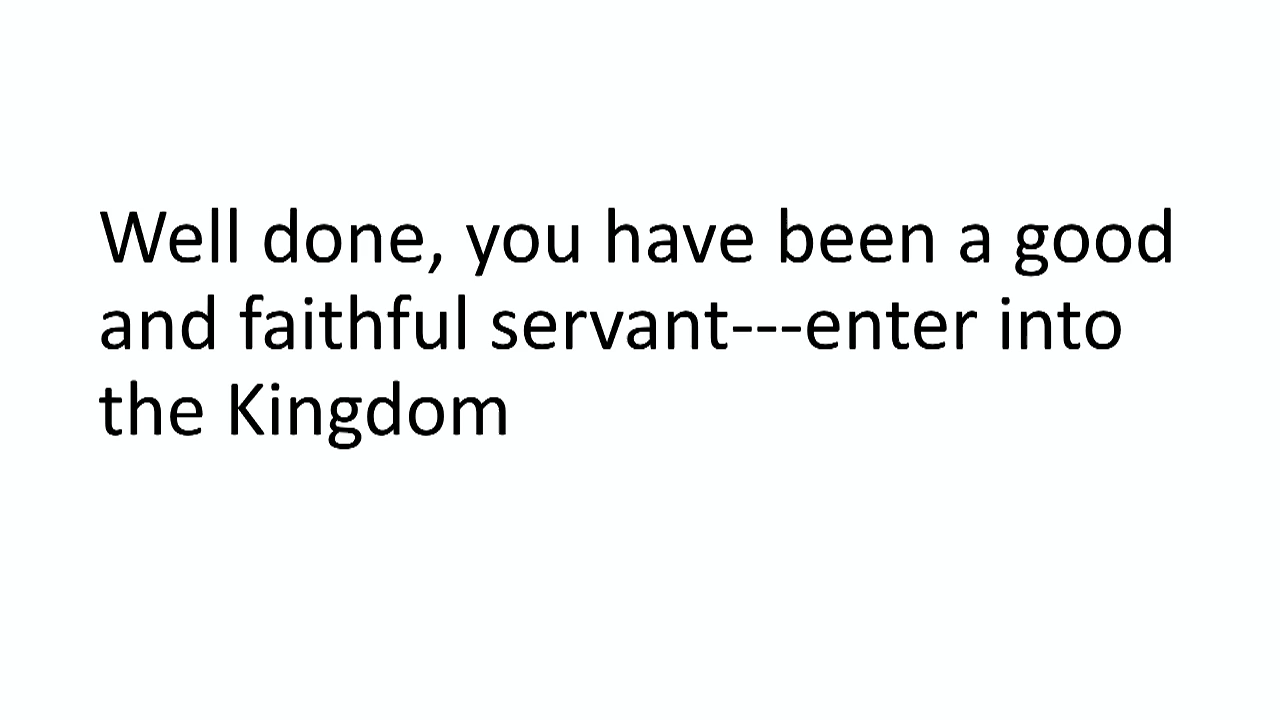 Well done, you have been a good
and faithful servant---enter into
the Kingdom